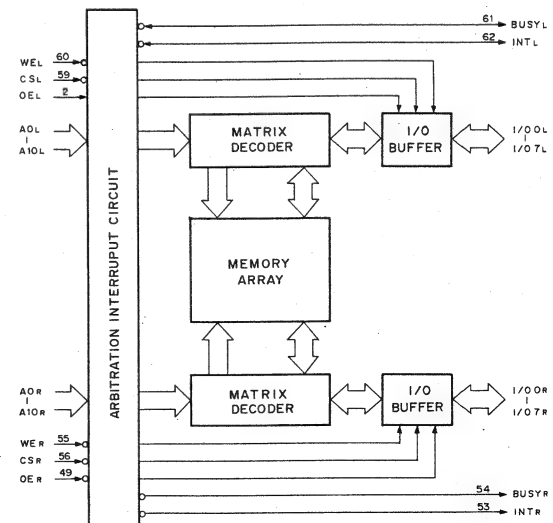 61 BUSYL
62 INTL
WEL 60
CSL 59
OEL 2
A0L
A10L
MATRIX DECODER
I/O BUFFER
I/O0L
I/O7L
ARBITRATION INTERRUPUT CIRCUIT
MEMORY ARRAY
A0R
A10R
MATRIX DECODER
I/O BUFFER
I/O0R
I/O7R
WER 55
CSR 56
OER 49
54 BUSYR
53 INTR